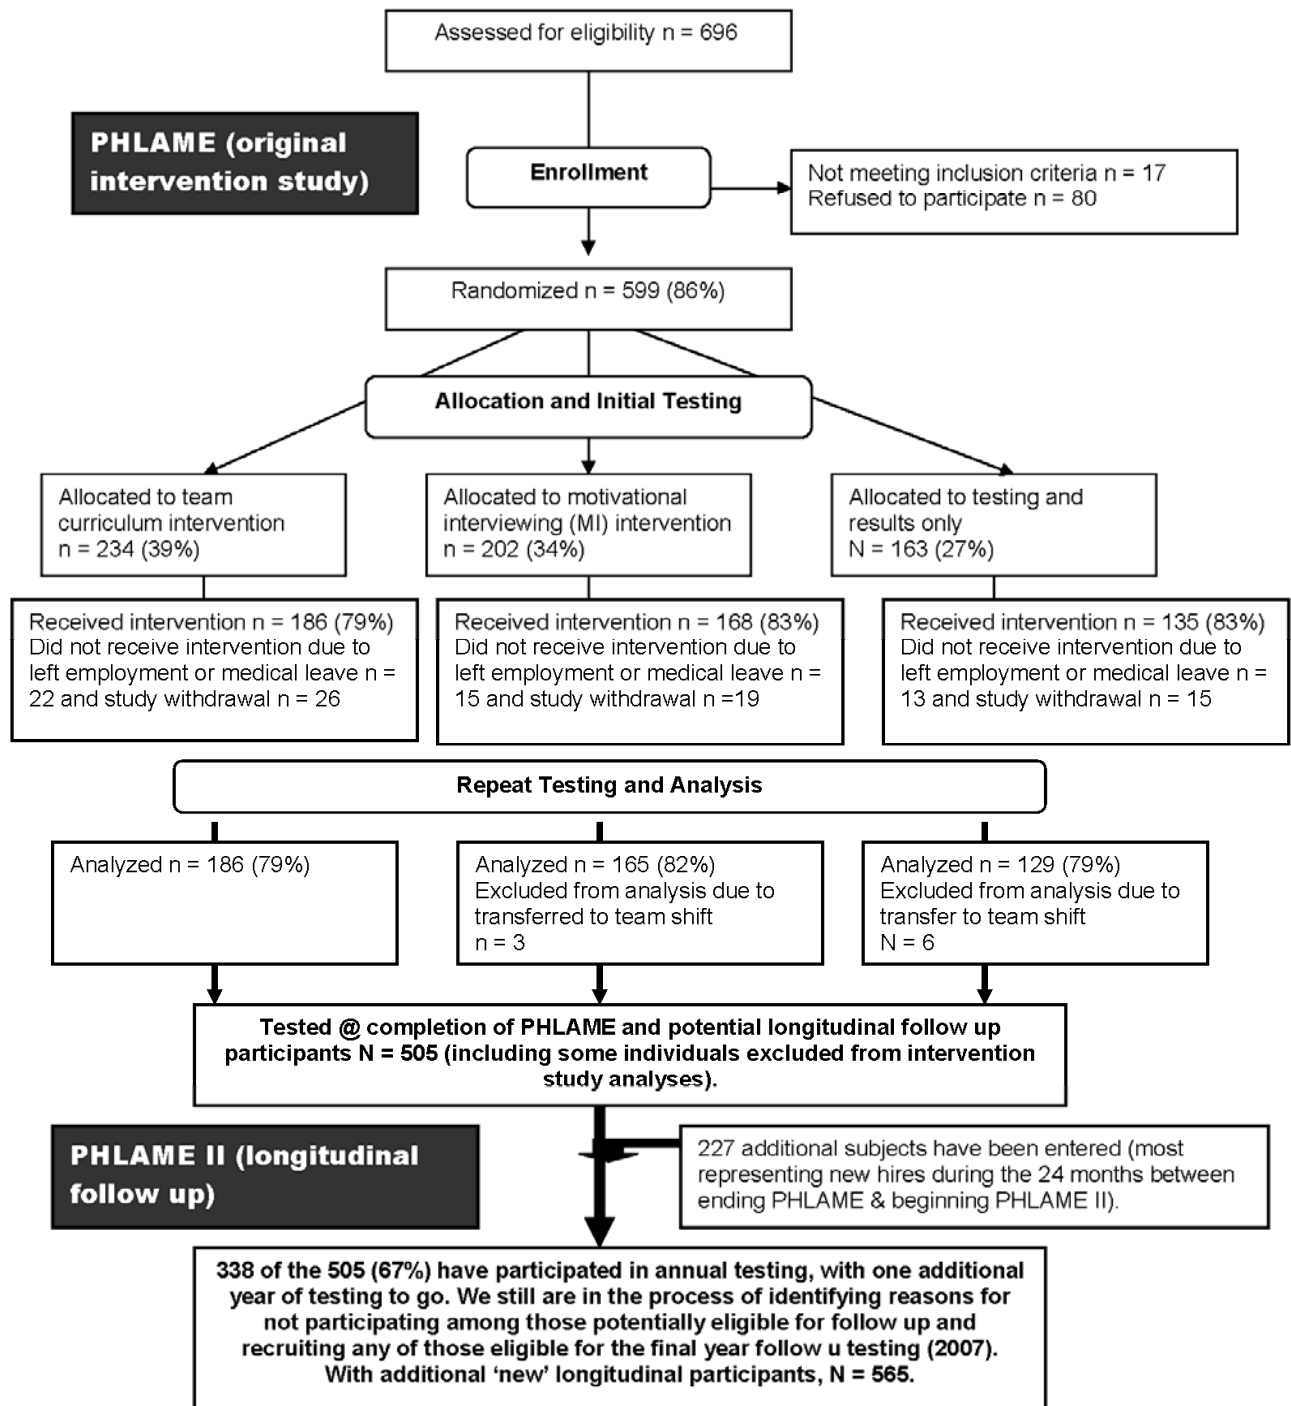 Assessed for eligibility n = 696
PHLAME (original
intervention study)
Enrollment
Not meeting inclusion criteria n = 17
Refused to participate n = 80
Randomized n = 599 (86%)
Allocation and Initial Testing
Allocated to team
curriculum intervention
n = 234 (39%)
Allocated to motivational
interviewing (MI) intervention
n = 202 (34%)
Allocated to testing and
results only
N = 163 (27%)
Received intervention n = 186 (79%)
Did not receive intervention due to
left employment or medical leave n =
22 and study withdrawal n = 26
Received intervention n = 168 (83%)
Did not receive intervention due to
left employment or medical leave n =
15 and study withdrawal n =19
Received intervention n = 135 (83%)
Did not receive intervention due to
left employment or medical leave n =
13 and study withdrawal n = 15
Repeat Testing and Analysis
Analyzed n = 186 (79%)
Analyzed n = 165 (82%)
Excluded from analysis due to
transferred to team shift
n = 3
Analyzed n = 129 (79%)
Excluded from analysis due to
transfer to team shift
N = 6
Tested @ completion of PHLAME and potential longitudinal follow up
participants N = 505 (including some individuals excluded from intervention
study analyses).
PHLAME II (longitudinal
follow up)
227 additional subjects have been entered (most
representing new hires during the 24 months between
ending PHLAME & beginning PHLAME II).
338 of the 505 (67%) have participated in annual testing, with one additional
year of testing to go. We still are in the process of identifying reasons for
not participating among those potentially eligible for follow up and
recruiting any of those eligible for the final year follow u testing (2007).
With additional ‘new’ longitudinal participants, N = 565.